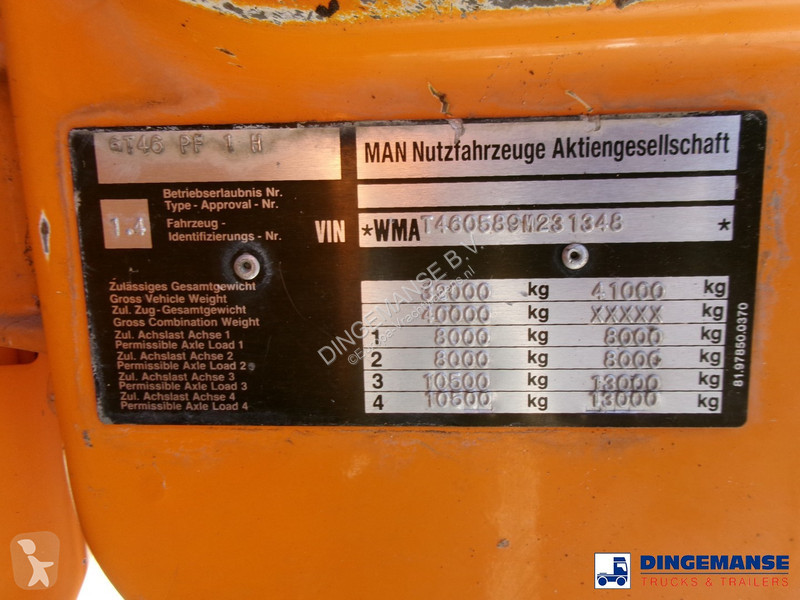 GT46 PF 1 H
MAN Nutzfahrzeuge Aktiengesellschaft
Betriebserlaubnis Nr.
Type - Approval - Nr.
1.4 Fahrzeug -
Identifizierungs - Nr. VIN *WMA T460589M231348 *
Zulässiges Gesamtgewicht
Gross Vehicle Weight kg 41000 kg
Zul. Zug-Gesamtgewicht
Gross Combination Weight 40000 kg XXXXX kg
Zul. Achslast Achse 1
Permissible Axle Load 1 1 8000 kg 8000 kg
Zul. Achslast Achse 2
Permissible Axle Load 2 2 8000 kg 8000 kg
Zul. Achslast Achse 3
Permissible Axle Load 3 3 10500 kg 13000 kg
Zul. Achslast Achse 4
Permissible Axle Load 4 4 10500 kg 13000 kg
81.97850.0370
DINGEMANSE B.V.
DINGEMANSE
TRUCKS & TRAILERS